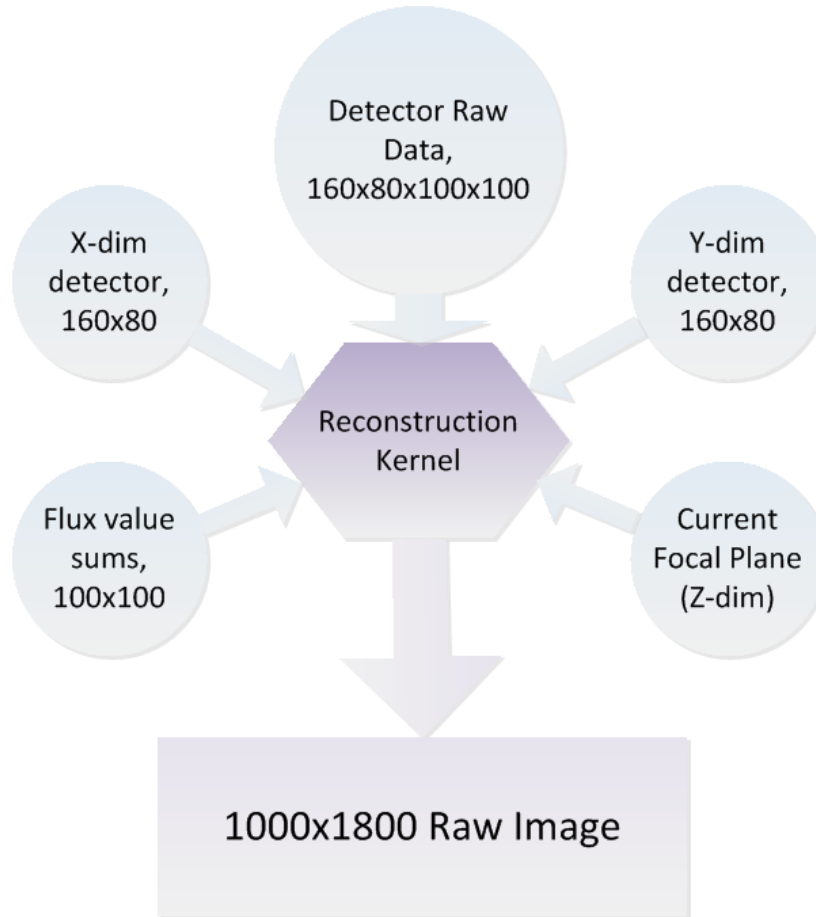 Detector Raw
Data,
160x80x100x100
X-dim
detector,
160x80
Y-dim
detector,
160x80
Reconstruction
Kernel
Flux value
sums,
100x100
Current
Focal Plane
(Z-dim)
1000x1800 Raw Image